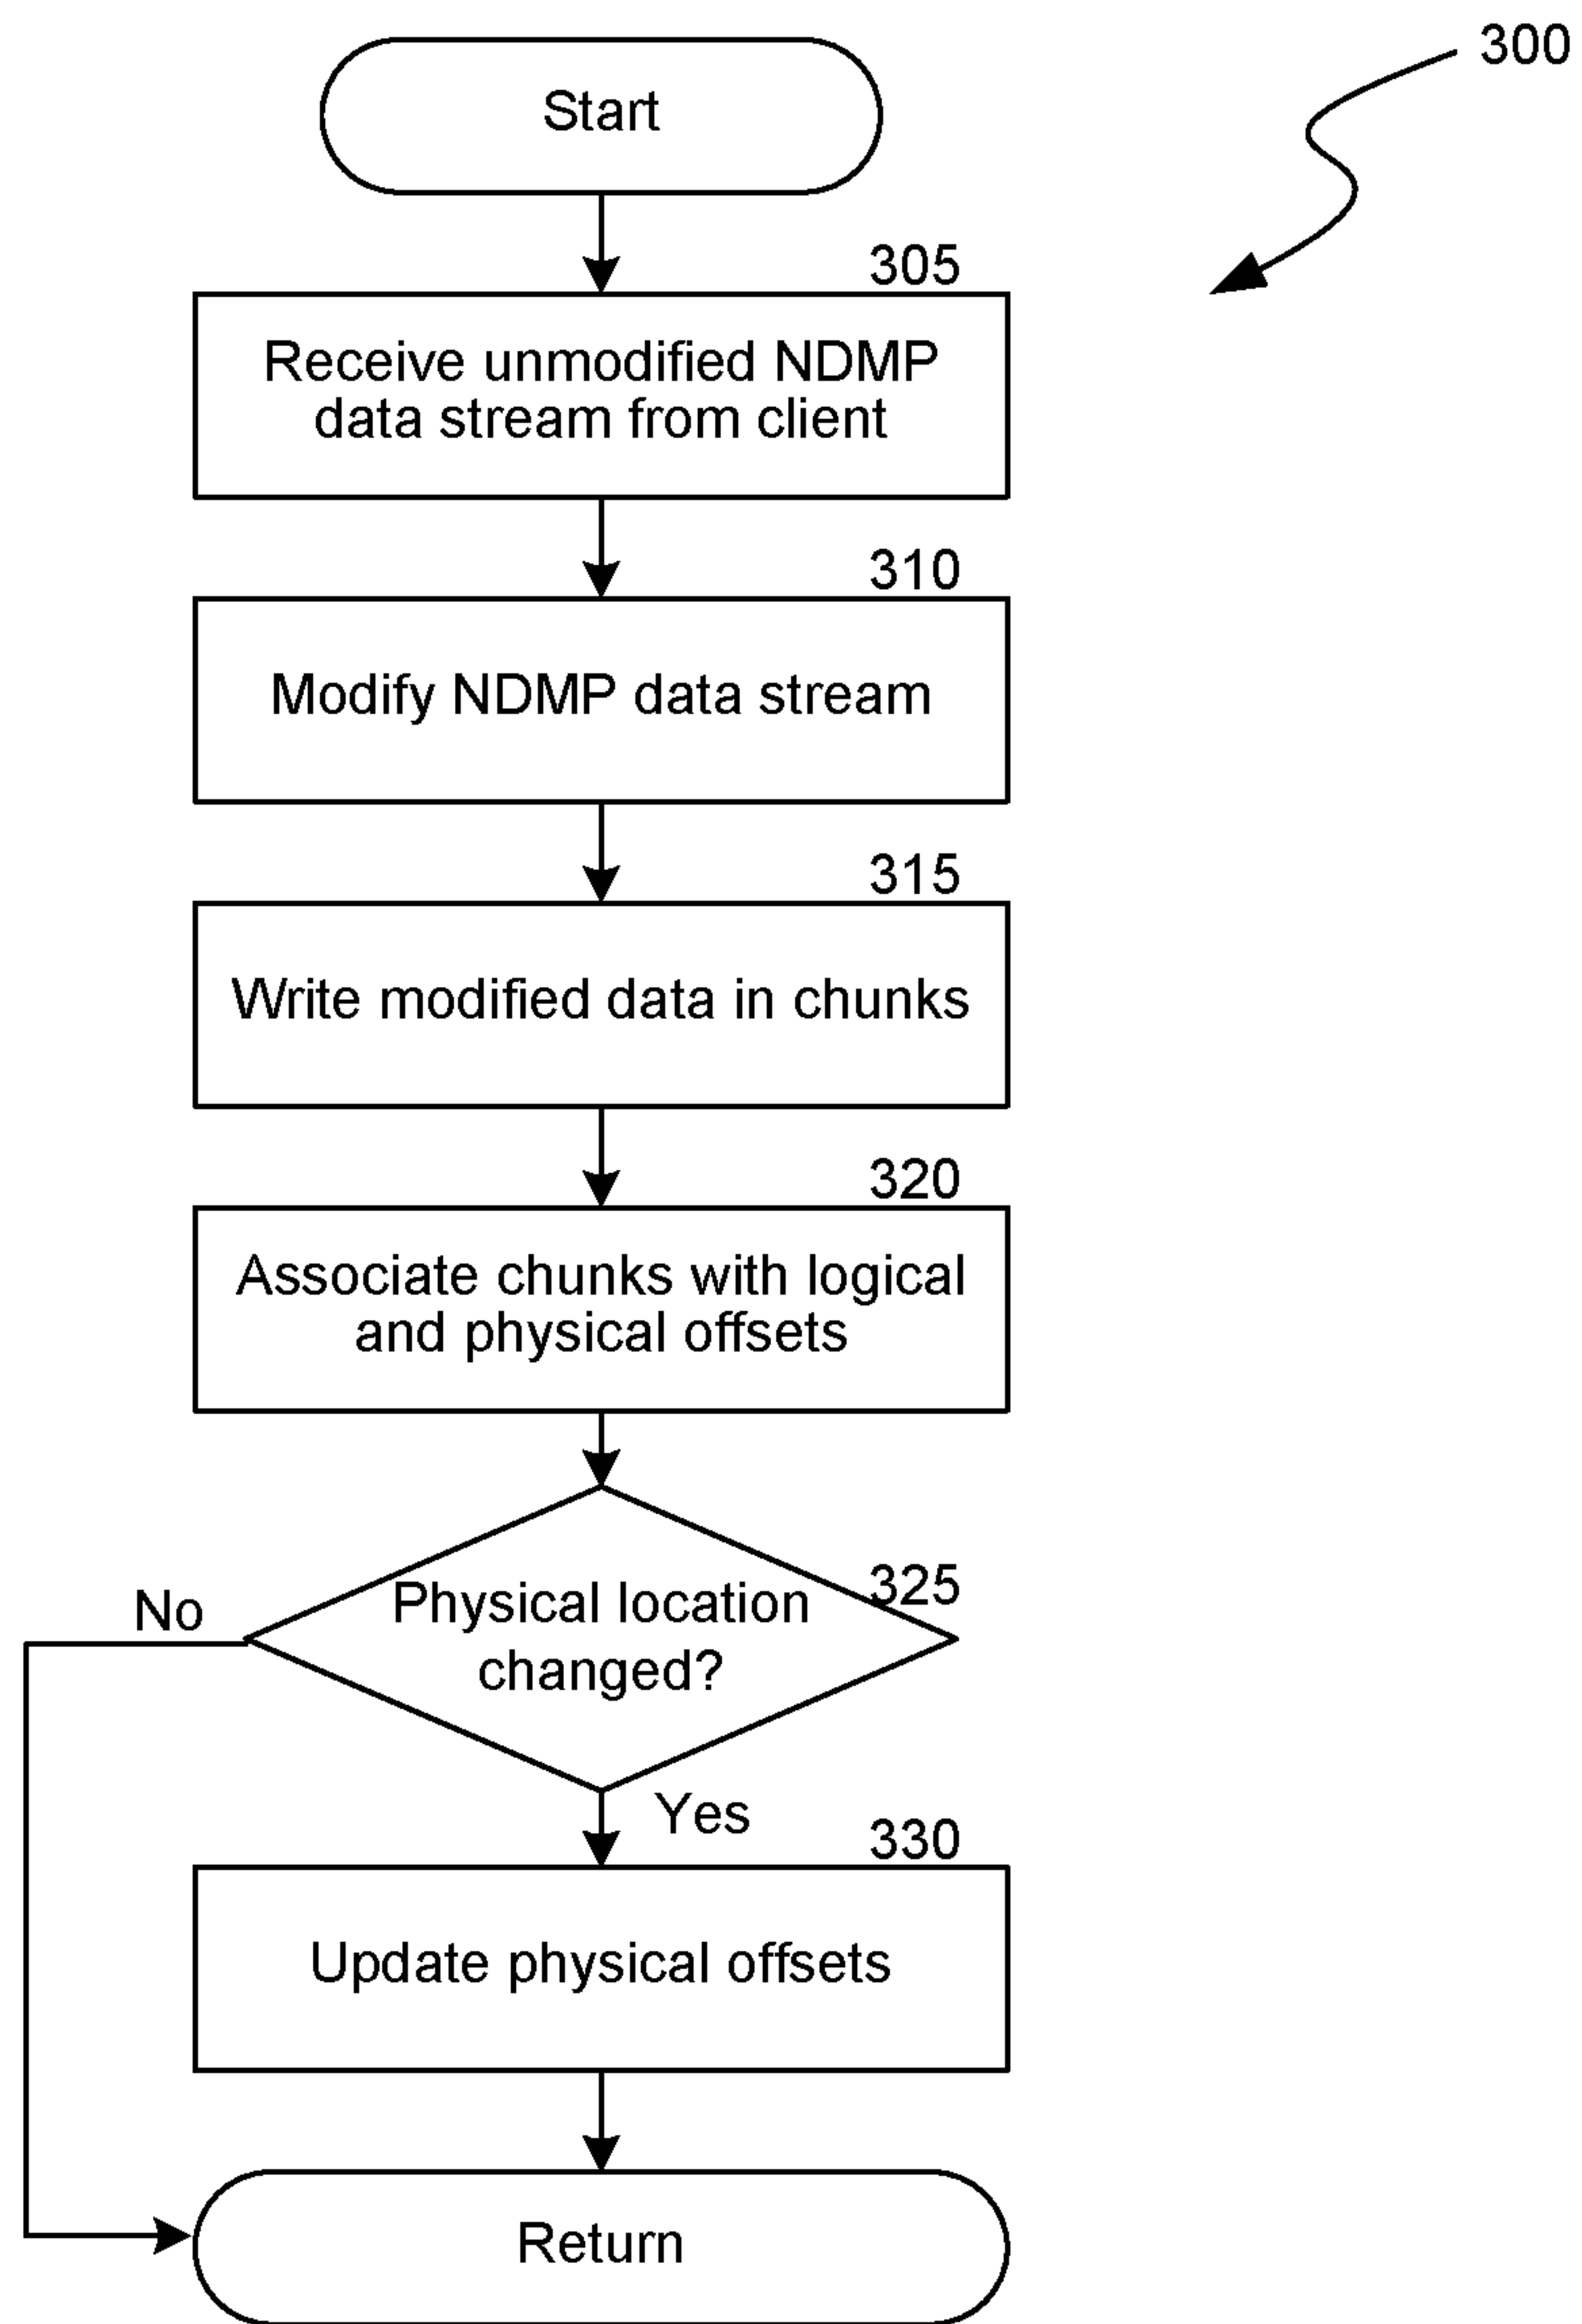 300
Start
305
Receive unmodified NDMP
data stream from client
310
Modify NDMP data stream
315
Write modified data in chunks
320
Associate chunks with logical
and physical offsets
325
Physical location
changed?
No
Yes
330
Update physical offsets
Return